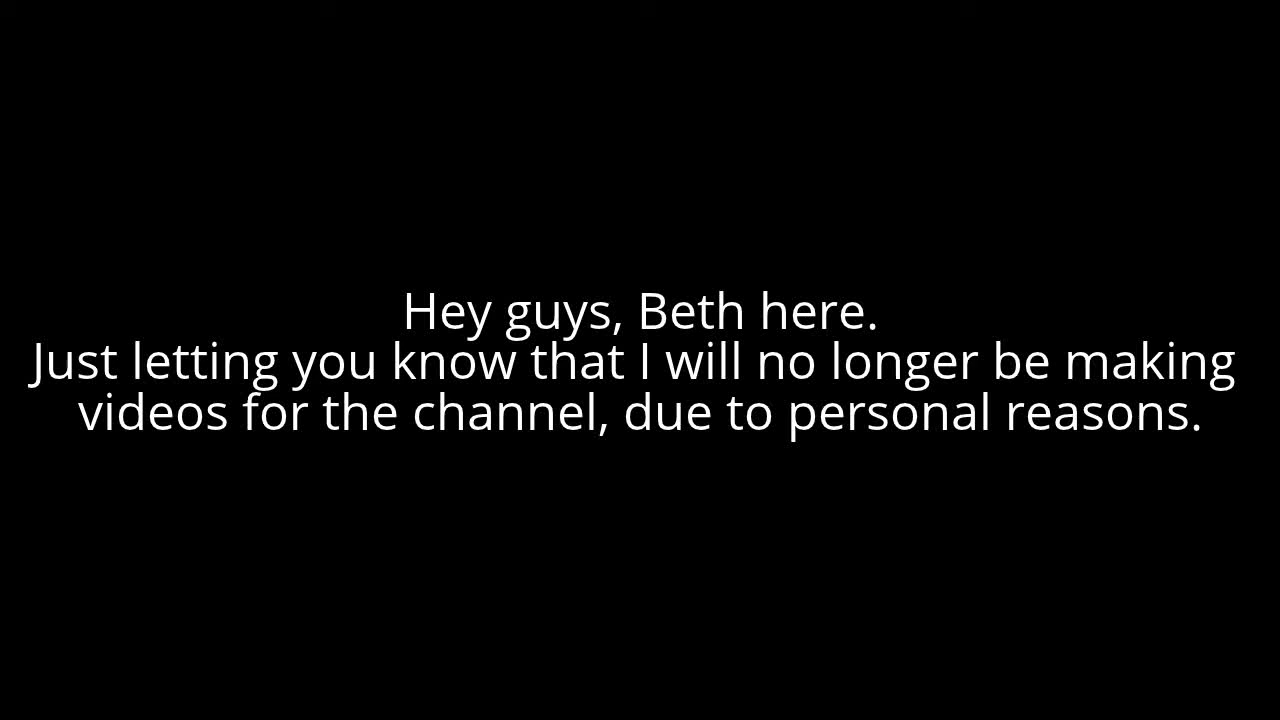 Hey guys, Beth here.
Just letting you know that I will no longer be making
videos for the channel, due to personal reasons.